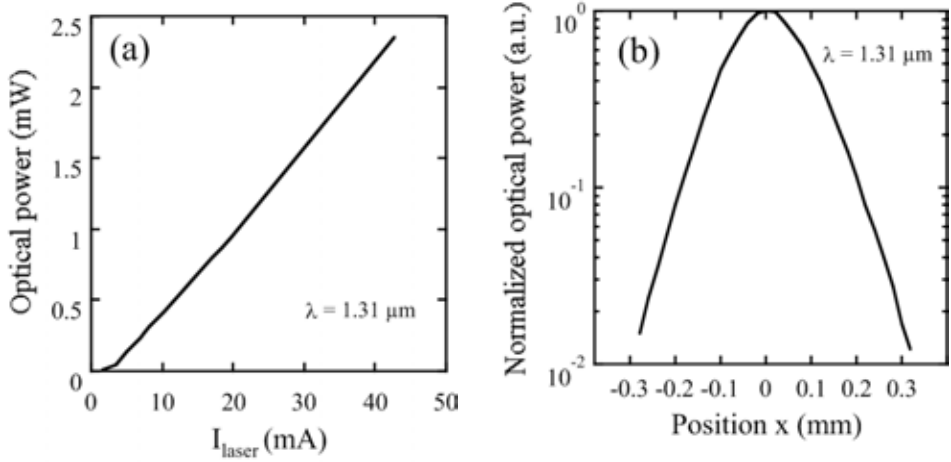 (a)
Optical power (mW)
2.5
2
1.5
1
0.5
0
λ = 1.31 µm
0 10 20 30 40 50
I_laser (mA)
(b)
Normalized optical power (a.u.)
10⁰
10⁻¹
10⁻²
λ = 1.31 µm
-0.3 -0.2 -0.1 0 0.1 0.2 0.3
Position x (mm)